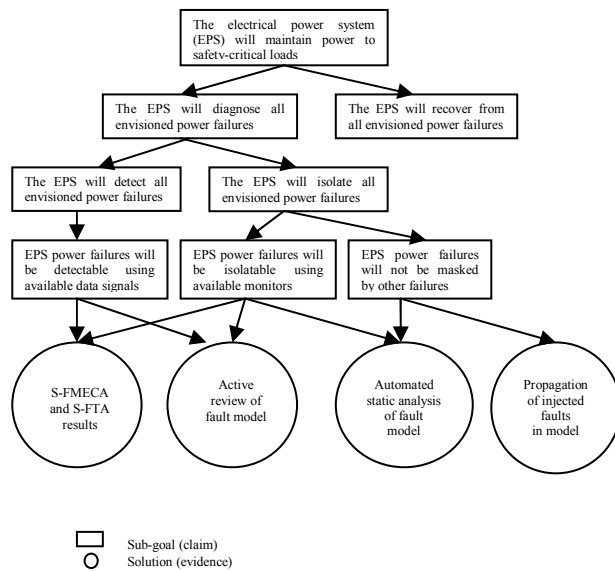 The electrical power system
(EPS) will maintain power to
safety-critical loads
The EPS will diagnose all
envisioned power failures
The EPS will recover from
all envisioned power failures
The EPS will detect all
envisioned power failures
The EPS will isolate all
envisioned power failures
EPS power failures will
be detectable using
available data signals
EPS power failures will
be isolatable using
available monitors
EPS power failures
will not be masked
by other failures
S-FMECA
and S-FTA
results
Active
review of
fault model
Automated
static analysis
of fault
model
Propagation
of injected
faults
in model
Sub-goal (claim)
Solution (evidence)